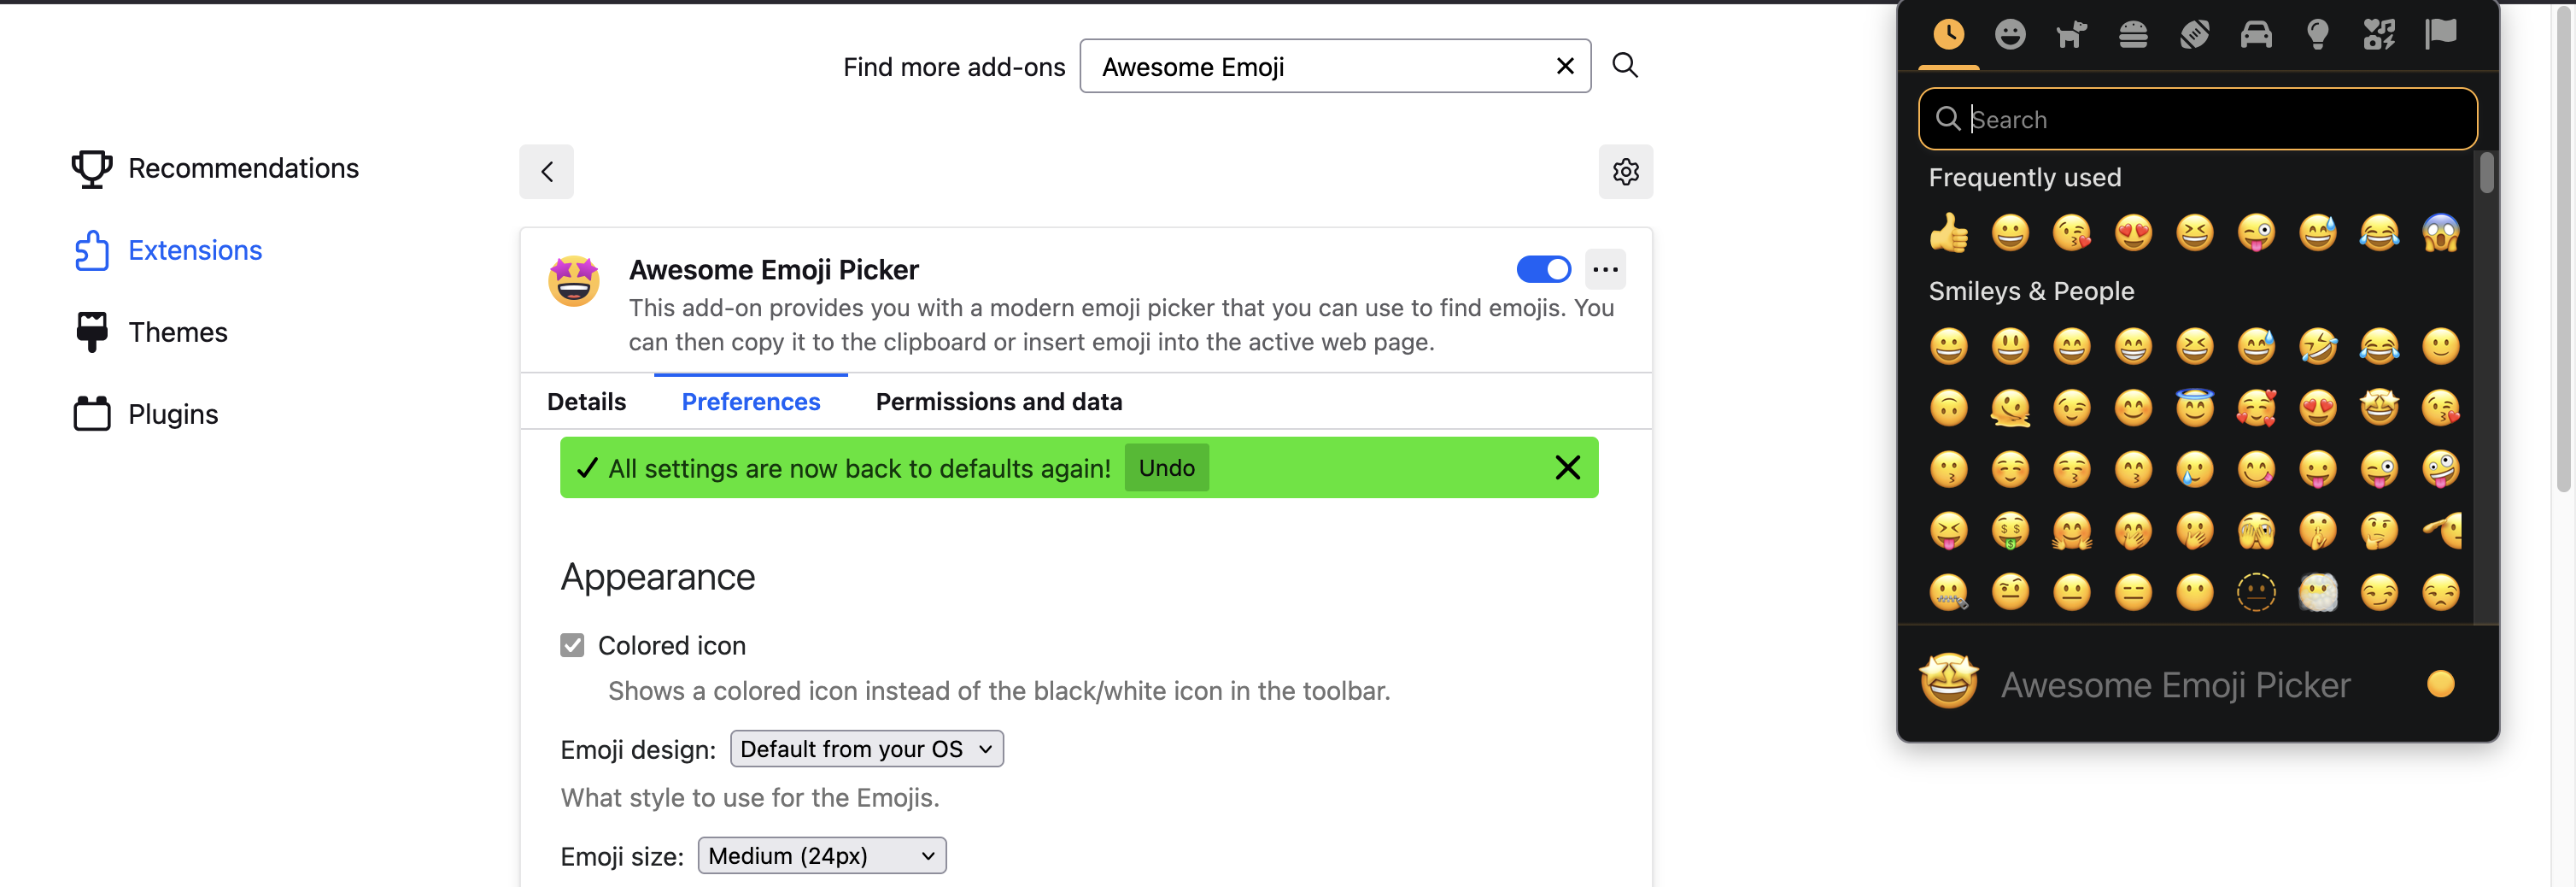 Find more add-ons
Awesome Emoji
Recommendations
Extensions
Themes
Plugins
Awesome Emoji Picker
This add-on provides you with a modern emoji picker that you can use to find emojis. You
can then copy it to the clipboard or insert emoji into the active web page.
Details Preferences Permissions and data
All settings are now back to defaults again! Undo
Appearance
Colored icon
Shows a colored icon instead of the black/white icon in the toolbar.
Emoji design: Default from your OS
What style to use for the Emojis.
Emoji size: Medium (24px)
Search
Frequently used
Smileys & People
Awesome Emoji Picker